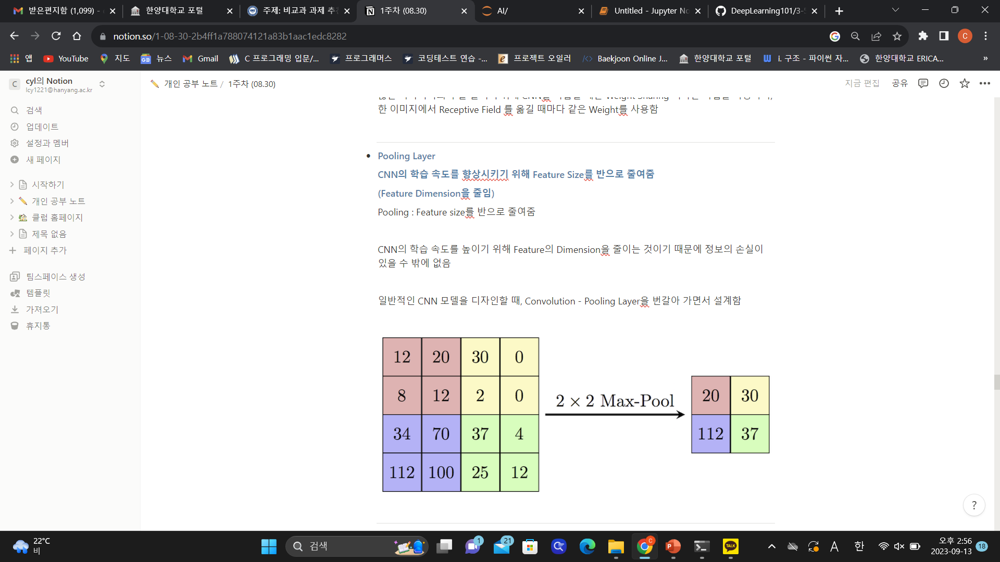 받은편지함 (1,099) -
한양대학교 포털
주제: 비교과 과제 추
1주차 (08.30)
AI/
Untitled - Jupyter No
DeepLearning101/3-5
notion.so/1-08-30-2b4ff1a788074121a83b1aac1edc8282
C
앱
YouTube
지도
뉴스
Gmail
C 프로그래밍 입문/...
프로그래머스
코딩테스트 연습 -...
프로젝트 오일러
Baekjoon Online J...
한양대학교 포털
i. 구조 - 파이썬 자...
한양대학교 ERICA...
»
C
cyl의 Notion
lcy1221@hanyang.ac.kr
검색
업데이트
설정과 멤버
새 페이지
시작하기
개인 공부 노트
클럽 홈페이지
제목 없음
페이지 추가
팀스페이스 생성
템플릿
가져오기
휴지통
개인 공부 노트 / 1주차 (08.30)
지금 편집
공유
한 이미지에서 Receptive Field 를 옮길 때마다 같은 Weight를 사용함
• Pooling Layer
CNN의 학습 속도를 향상시키기 위해 Feature Size를 반으로 줄여줌
(Feature Dimension을 줄임)
Pooling : Feature size를 반으로 줄여줌
CNN의 학습 속도를 높이기 위해 Feature의 Dimension을 줄이는 것이기 때문에 정보의 손실이
있을 수 밖에 없음
일반적인 CNN 모델을 디자인할 때, Convolution - Pooling Layer을 번갈아 가면서 설계함
12 20 30 0
8 12 2 0
34 70 37 4
112 100 25 12
2 × 2 Max-Pool
20 30
112 37
?
22°C
비
검색
1
21
C
P
TALK
A
한
오후 2:56
2023-09-13
18